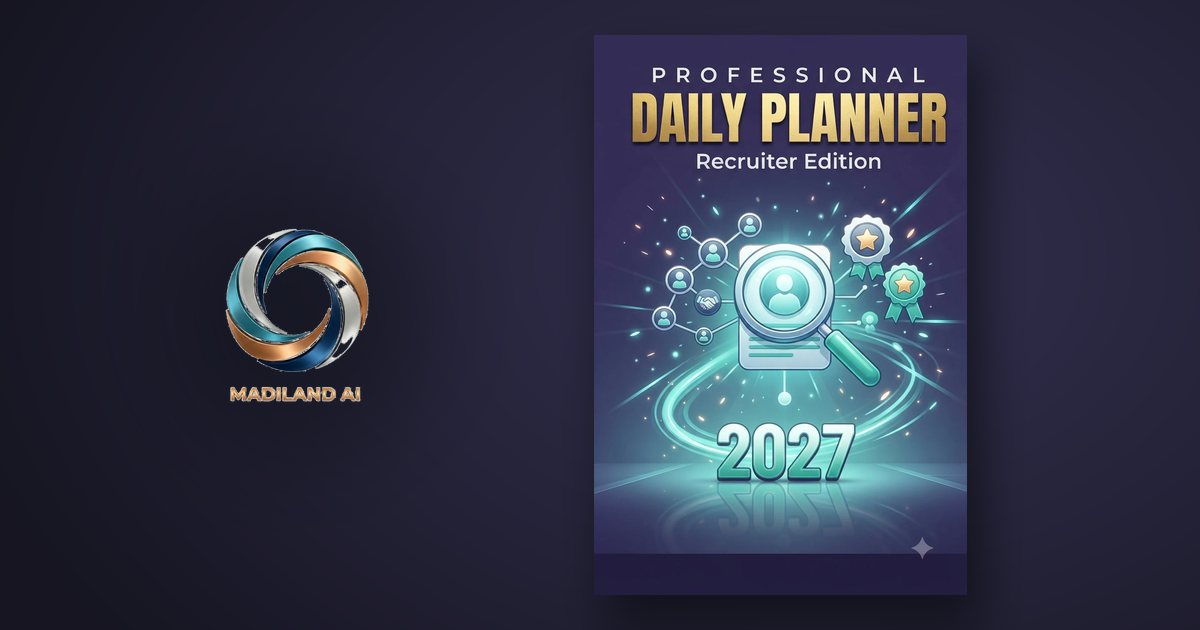 MADILAND AI
PROFESSIONAL
DAILY PLANNER
Recruiter Edition
2027